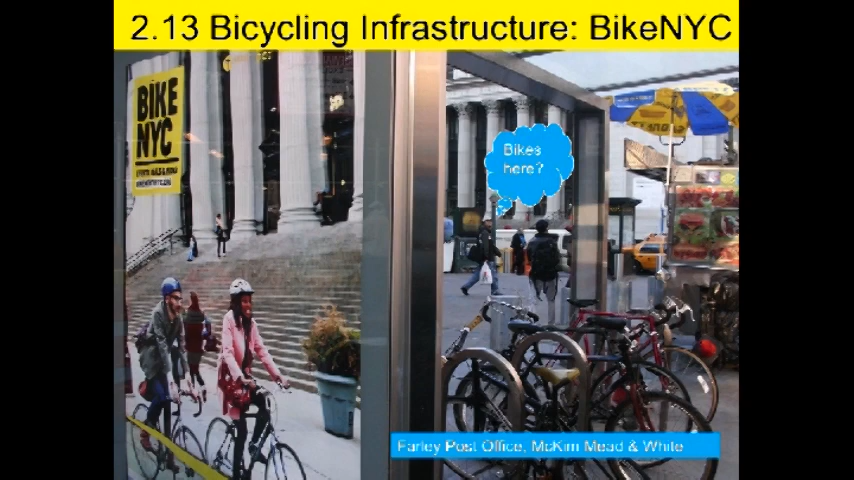 2.13 Bicycling Infrastructure: BikeNYC
BIKE
NYC
Bikes
here?
Farley Post Office, McKim Mead & White